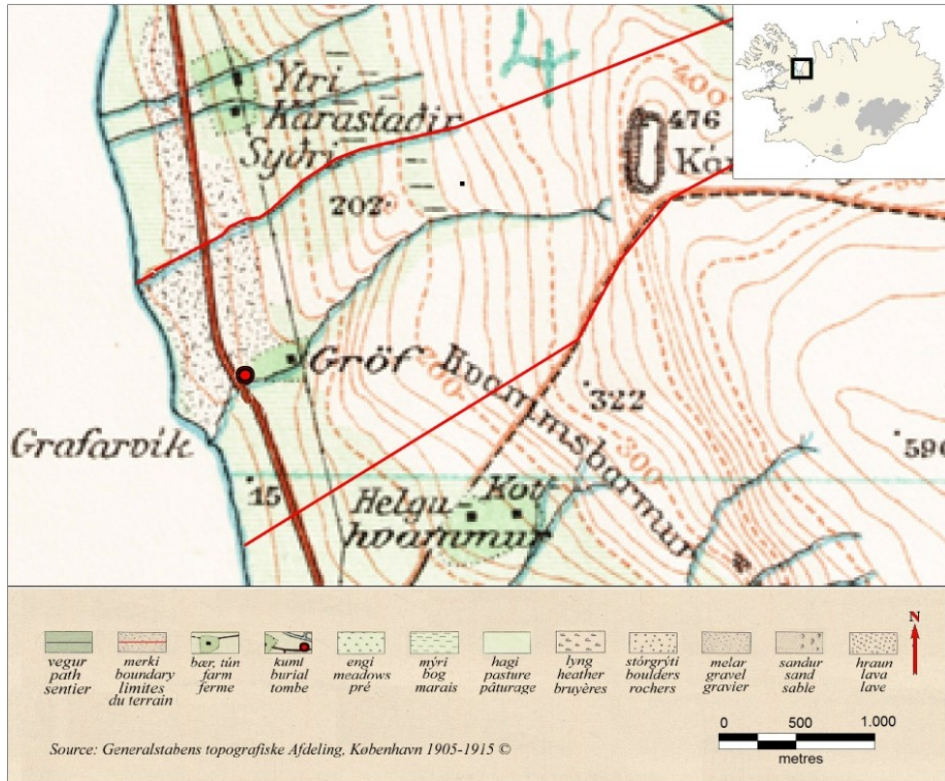 4
Ytri
Kárastaðir
Syðri
400
476
202
Gröf
200
322
300
Grafarvik
15
Helgu-
hvammur
Kot
Hvammsbarmur
vegur
path
sentier
merki
boundary
limites
du terrain
bær, tún
farm
ferme
kuml
burial
tombe
engi
meadows
pré
mýri
bog
marais
hagi
pasture
pâturage
lyng
heather
bruyères
stórgrýti
boulders
rochers
melar
gravel
gravier
sandur
sand
sable
hraun
lava
lave
N
0 500 1.000
metres
Source: Generalstabens topografiske Afdeling, København 1905-1915 ©